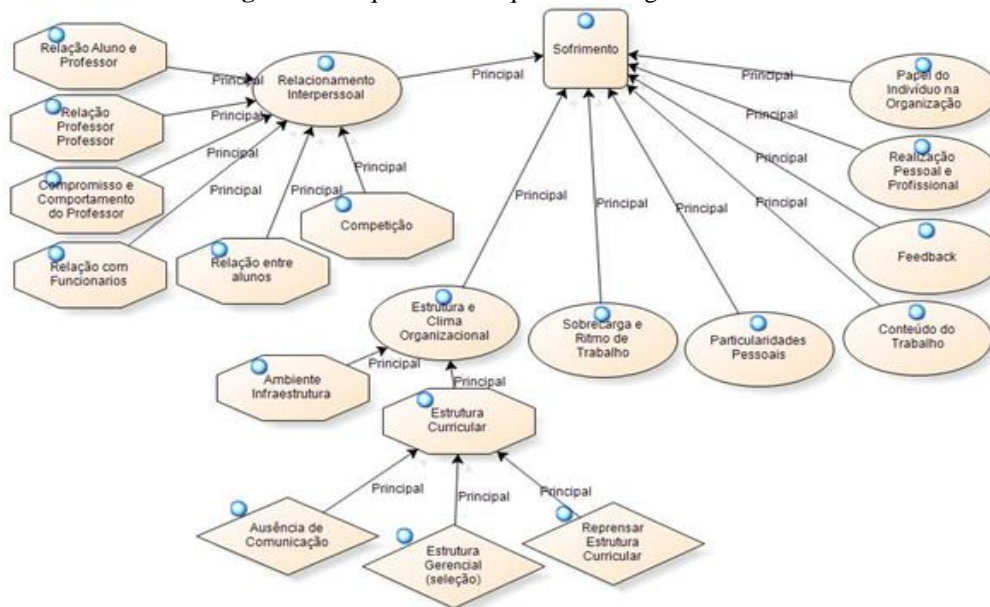 Relação Aluno e
Professor
Principal
Relação
Professor
Professor
Principal
Compromisso e
Comportamento
do Professor
Principal
Relação com
Funcionarios
Principal
Relação entre
alunos
Principal
Competição
Principal
Relacionamento
Interperssoal
Principal
Sofrimento
Principal
Papel do
Indivíduo na
Organização
Principal
Realização
Pessoal e
Profissional
Principal
Feedback
Principal
Conteúdo do
Trabalho
Principal
Particularidades
Pessoais
Principal
Sobrecarga e
Ritmo de
Trabalho
Principal
Estrutura e
Clima
Organizacional
Principal
Ambiente
Infraestrutura
Principal
Estrutura
Curricular
Principal
Ausência de
Comunicação
Principal
Estrutura
Gerencial
(seleção)
Principal
Reprensar
Estrutura
Curricular